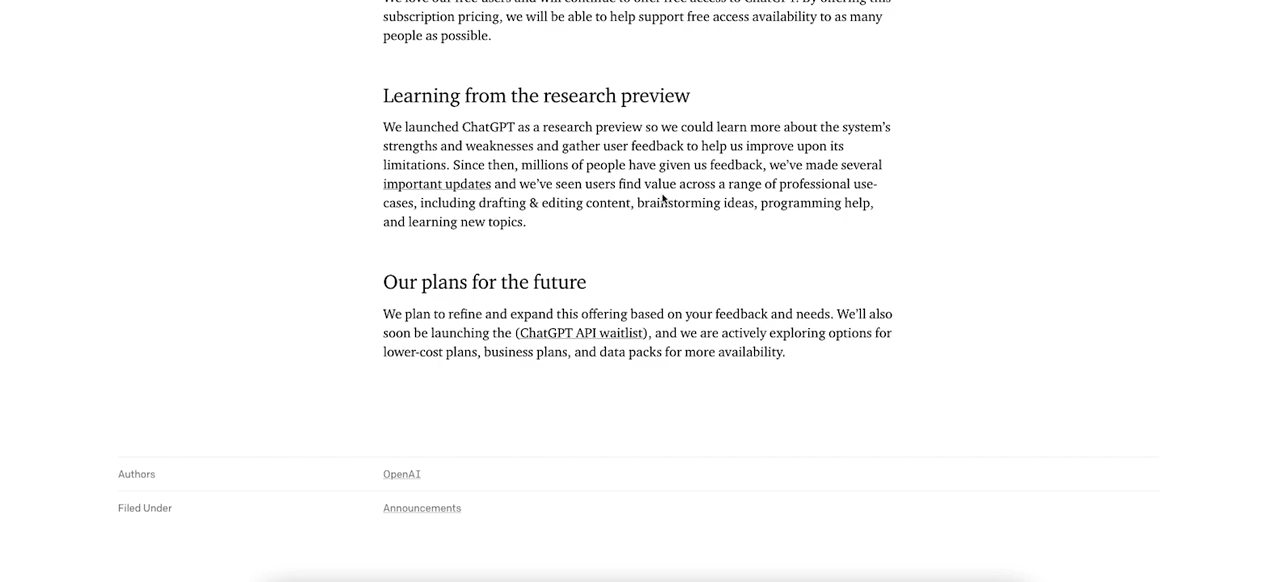 We love our free users and will continue to offer free access to ChatGPT. By offering this
subscription pricing, we will be able to help support free access availability to as many
people as possible.
Learning from the research preview
We launched ChatGPT as a research preview so we could learn more about the system’s
strengths and weaknesses and gather user feedback to help us improve upon its
limitations. Since then, millions of people have given us feedback, we’ve made several
important updates and we’ve seen users find value across a range of professional use-
cases, including drafting & editing content, brainstorming ideas, programming help,
and learning new topics.
Our plans for the future
We plan to refine and expand this offering based on your feedback and needs. We’ll also
soon be launching the (ChatGPT API waitlist), and we are actively exploring options for
lower-cost plans, business plans, and data packs for more availability.
Authors
OpenAI
Filed Under
Announcements